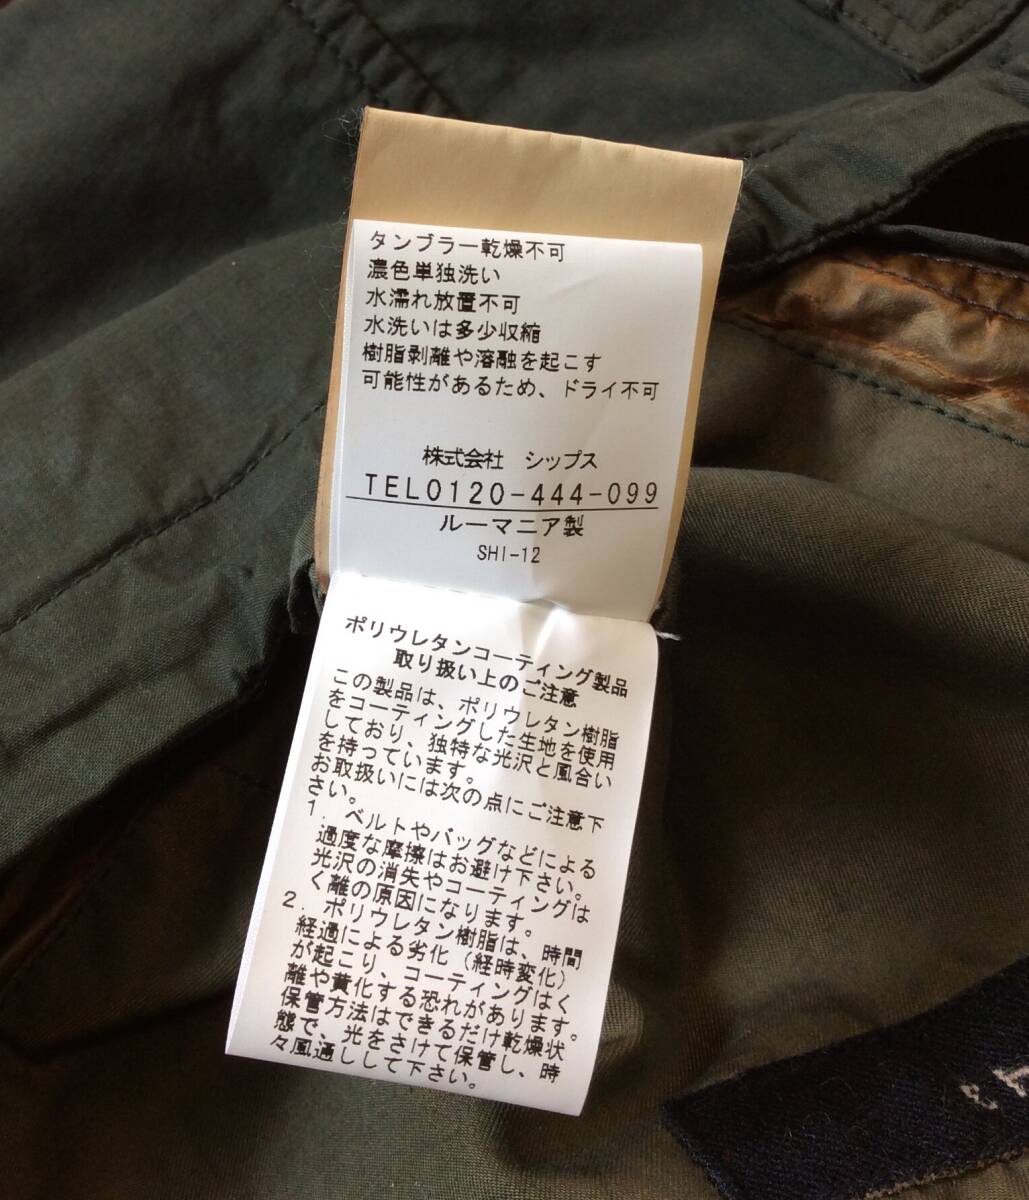 タンブラー乾燥不可
濃色単独洗い
水濡れ放置不可
水洗いは多少収縮
樹脂剥離や溶融を起こす
可能性があるため、ドライ不可
株式会社 シップス
TEL0120-444-099
ルーマニア製
SHI-12
ポリウレタンコーティング製品
取り扱い上のご注意
この製品は、ポリウレタン樹脂
をコーティングした生地を使用
しており、独特な光沢と風合い
を持っています。
お取扱いには次の点にご注意下
さい。
1．ベルトやバッグなどによる
過度な摩擦はお避け下さい。
光沢の消失やコーティングは
く離の原因になります。
2．ポリウレタン樹脂は、時間
経過による劣化（経時変化）
が起こり、コーティングはく
離や黄化する恐れがあります。
保管方法はできるだけ乾燥状
態で、光をさけて保管し、時
々風通しして下さい。